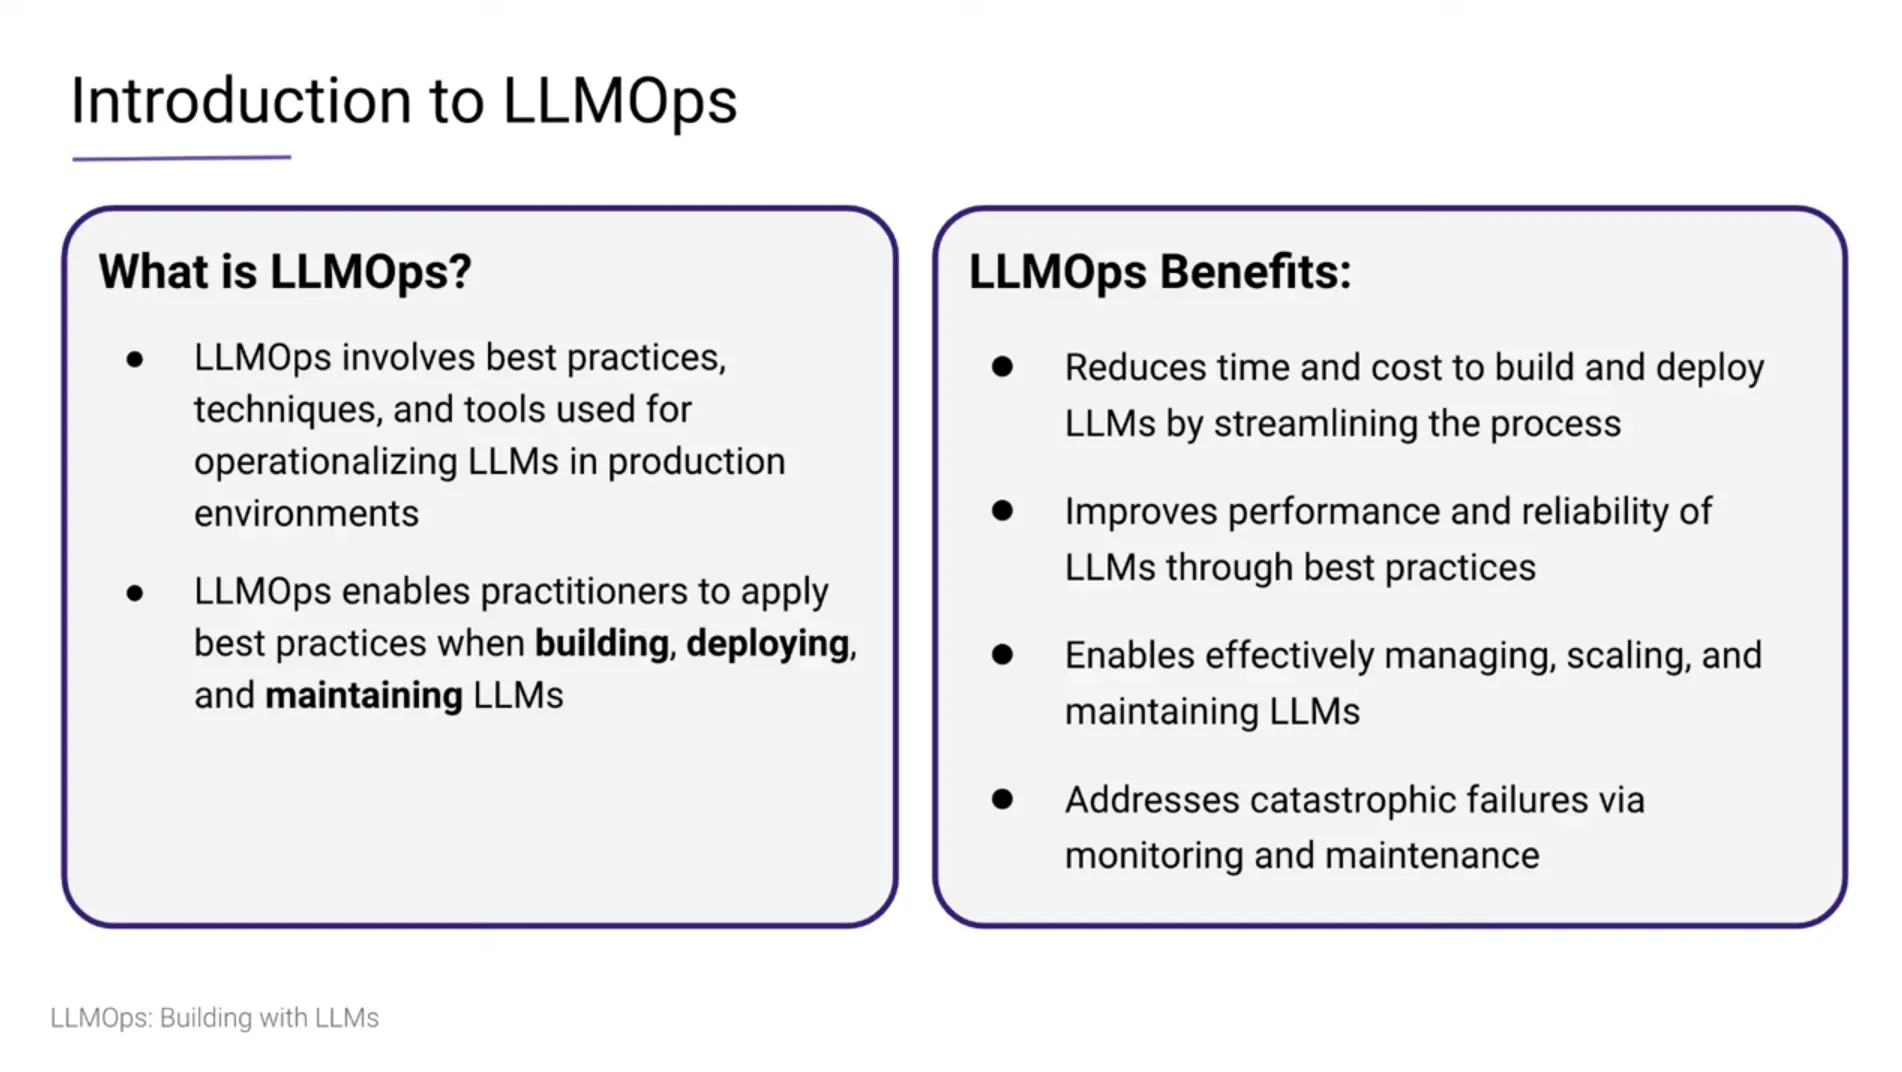 Introduction to LLMOps
What is LLMOps?
● LLMOps involves best practices,
techniques, and tools used for
operationalizing LLMs in production
environments
● LLMOps enables practitioners to apply
best practices when building, deploying,
and maintaining LLMs
LLMOps Benefits:
● Reduces time and cost to build and deploy
LLMs by streamlining the process
● Improves performance and reliability of
LLMs through best practices
● Enables effectively managing, scaling, and
maintaining LLMs
● Addresses catastrophic failures via
monitoring and maintenance
LLMOps: Building with LLMs